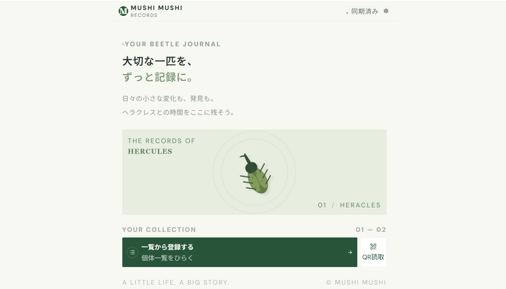 MUSHI MUSHI
RECORDS
同期済み
YOUR BEETLE JOURNAL
大切な一匹を、
ずっと記録に。
日々の小さな変化も、発見も。
ヘラクレスとの時間をここに残そう。
THE RECORDS OF
HERCULES
01 / HERACLES
YOUR COLLECTION
01 — 02
一覧から登録する
個体一覧をひらく
→
QR読取
A LITTLE LIFE, A BIG STORY.
© MUSHI MUSHI